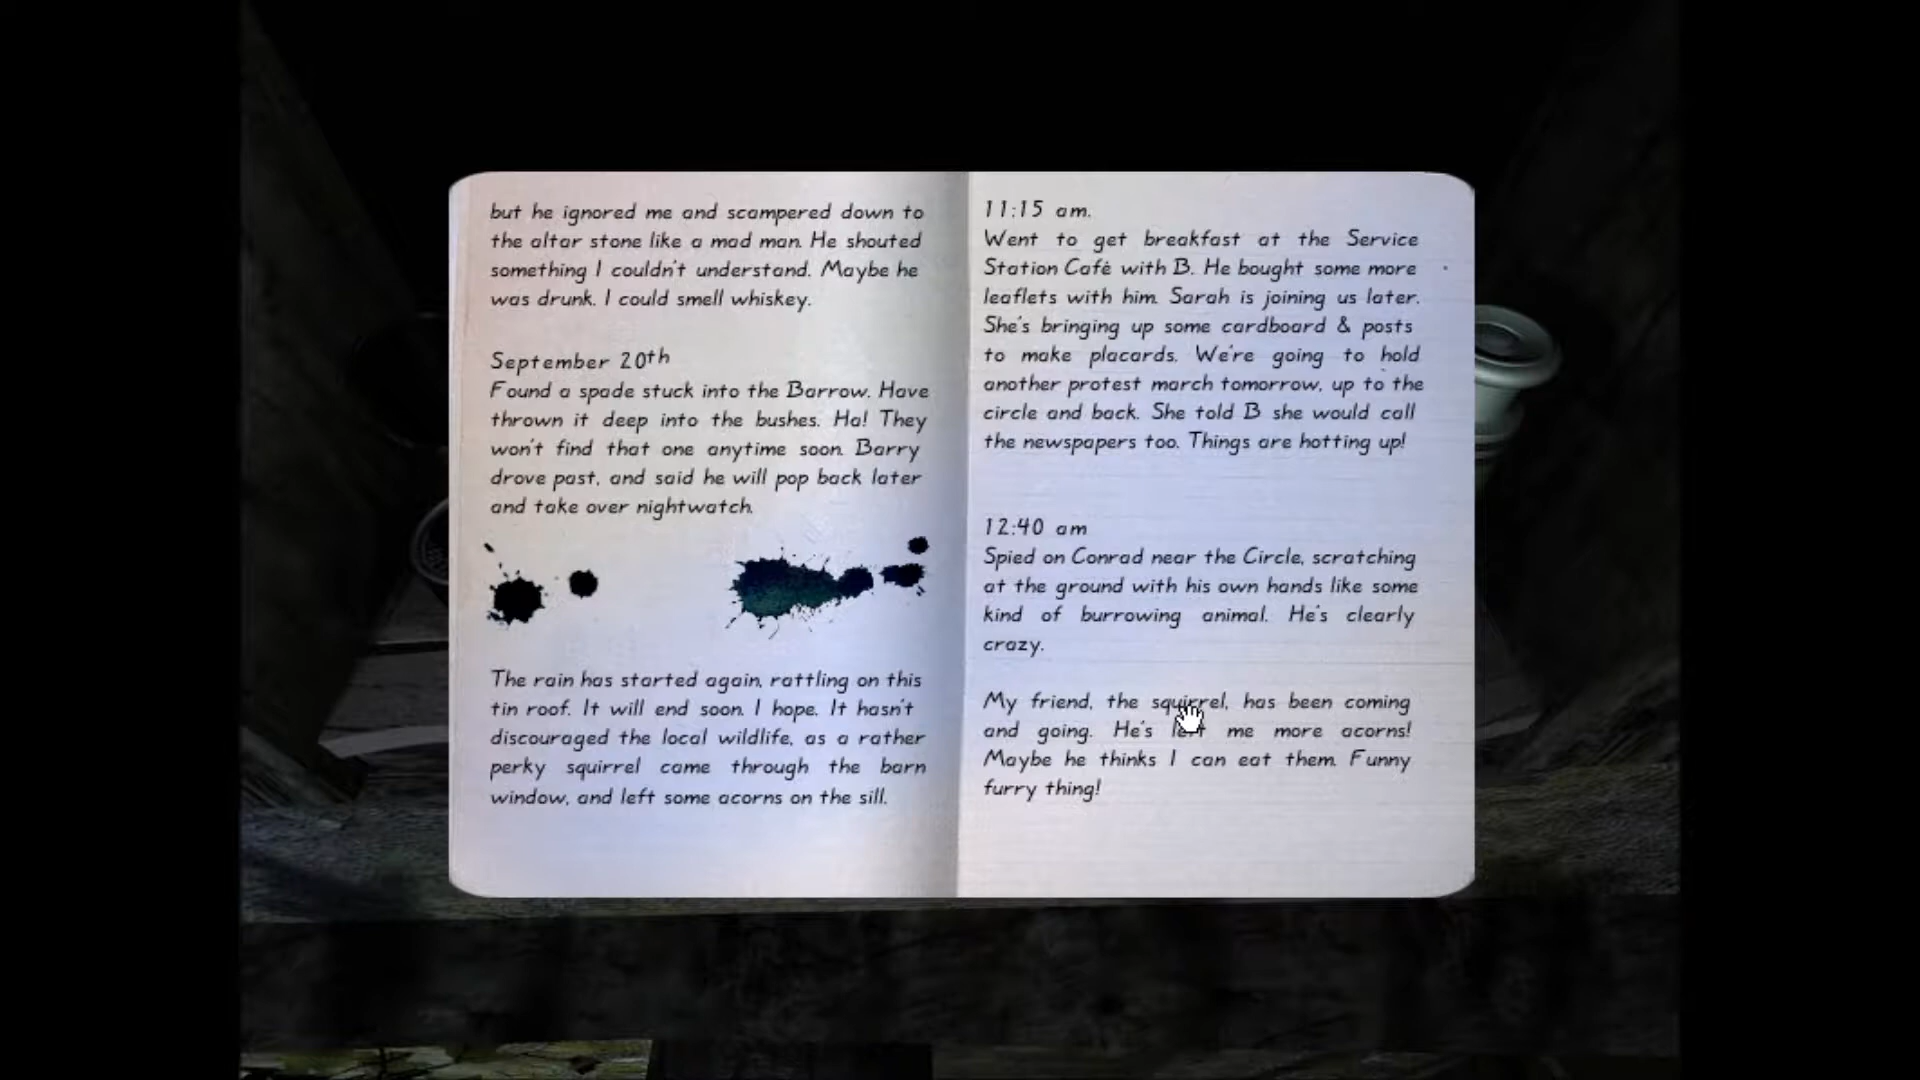 but he ignored me and scampered down to
the altar stone like a mad man. He shouted
something I couldn't understand. Maybe he
was drunk. I could smell whiskey.
September 20th
Found a spade stuck into the Barrow. Have
thrown it deep into the bushes. Ha! They
won't find that one anytime soon. Barry
drove past, and said he will pop back later
and take over nightwatch.
The rain has started again, rattling on this
tin roof. It will end soon. I hope. It hasn't
discouraged the local wildlife, as a rather
perky squirrel came through the barn
window, and left some acorns on the sill.
11:15 am.
Went to get breakfast at the Service
Station Café with B. He bought some more
leaflets with him. Sarah is joining us later.
She's bringing up some cardboard & posts
to make placards. We're going to hold
another protest march tomorrow, up to the
circle and back. She told B she would call
the newspapers too. Things are hotting up!
12:40 am
Spied on Conrad near the Circle, scratching
at the ground with his own hands like some
kind of burrowing animal. He's clearly
crazy.
My friend, the squirrel, has been coming
and going. He's left me more acorns!
Maybe he thinks I can eat them. Funny
furry thing!